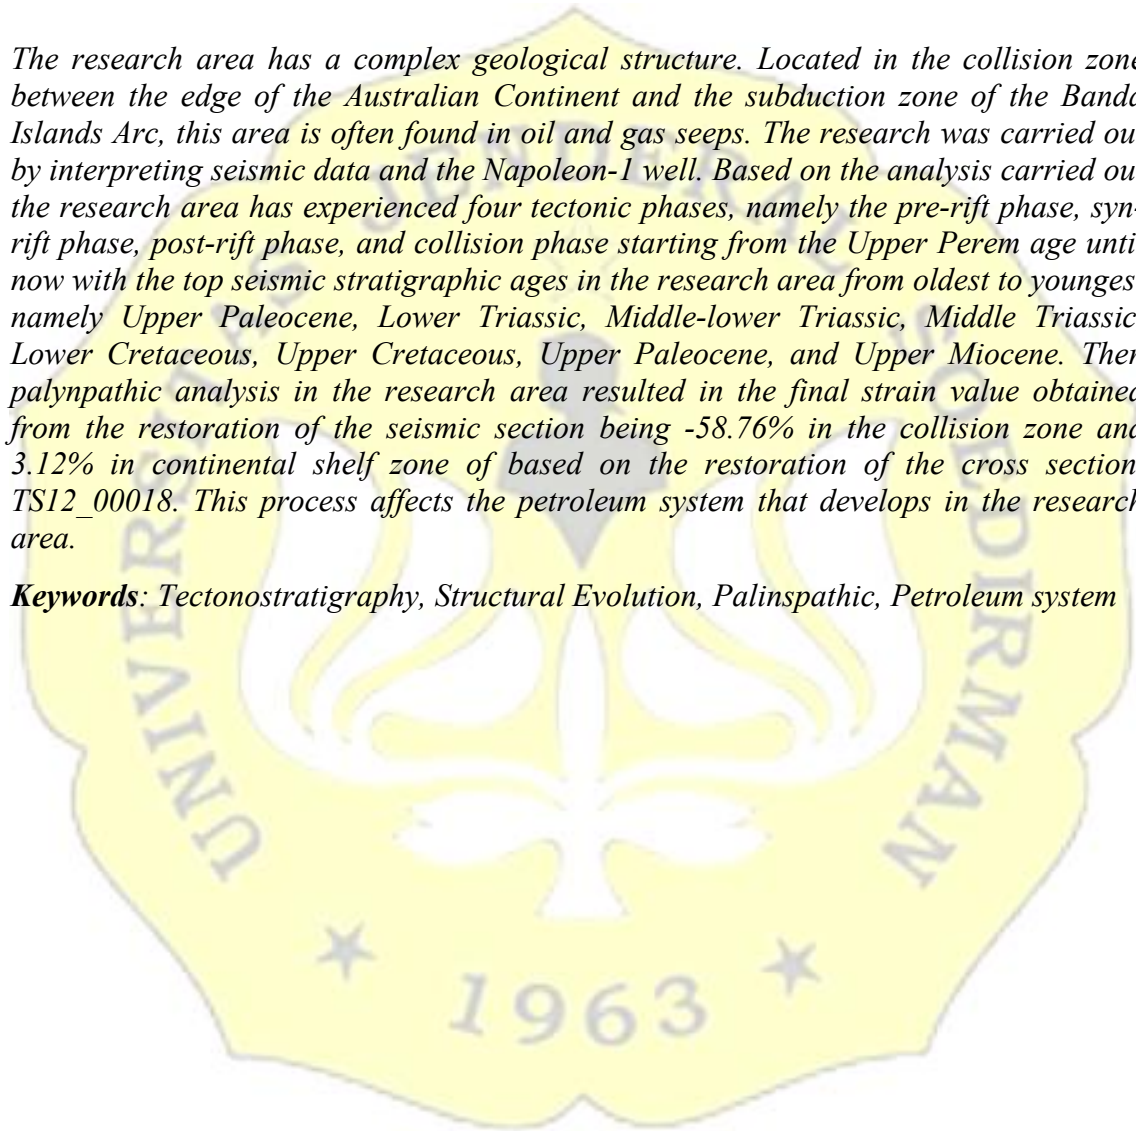 The research area has a complex geological structure. Located in the collision zone
between the edge of the Australian Continent and the subduction zone of the Banda
Islands Arc, this area is often found in oil and gas seeps. The research was carried ou
by interpreting seismic data and the Napoleon-1 well. Based on the analysis carried ou
the research area has experienced four tectonic phases, namely the pre-rift phase, syn-
rift phase, post-rift phase, and collision phase starting from the Upper Perem age unti
now with the top seismic stratigraphic ages in the research area from oldest to younges
namely Upper Paleocene, Lower Triassic, Middle-lower Triassic, Middle Triassic
Lower Cretaceous, Upper Cretaceous, Upper Paleocene, and Upper Miocene. Then
palynpathic analysis in the research area resulted in the final strain value obtained
from the restoration of the seismic section being -58.76% in the collision zone and
3.12% in continental shelf zone of based on the restoration of the cross section
TS12_00018. This process affects the petroleum system that develops in the research
area.
Keywords: Tectonostratigraphy, Structural Evolution, Palinspathic, Petroleum system
UNIVERSITAS JENDERAL SOEDIRMAN
1963